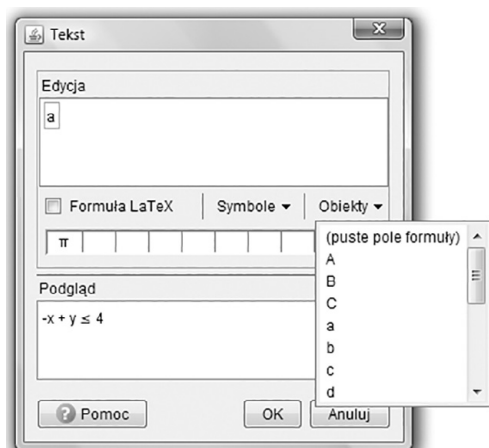 Tekst
Edycja
a
Formuła LaTeX Symbole Obiekty
π
(puste pole formuły)
A
B
C
a
b
c
d
Podgląd
-x + y ≤ 4
Pomoc OK Anuluj